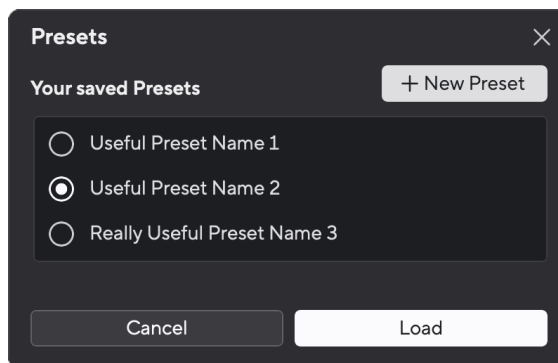 Presets
Your saved Presets
+ New Preset
Useful Preset Name 1
Useful Preset Name 2
Really Useful Preset Name 3
Cancel
Load